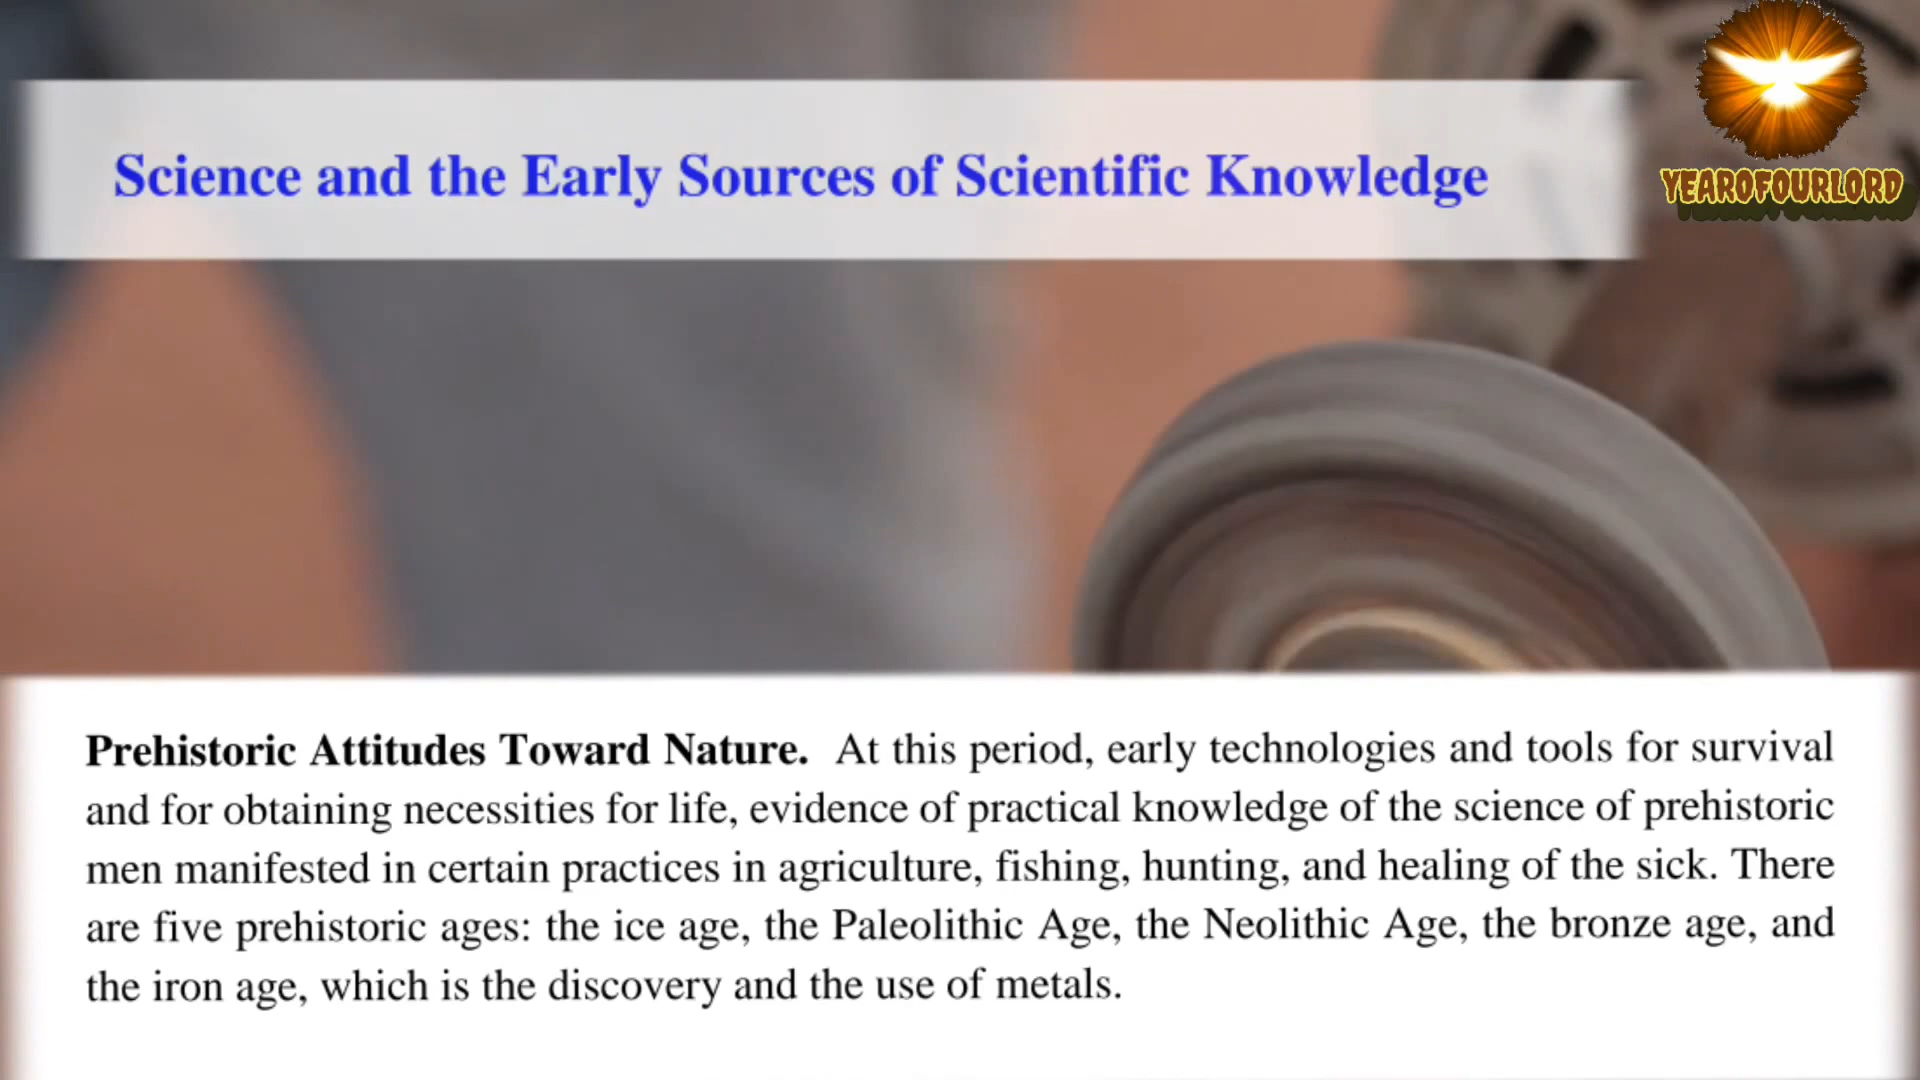 Science and the Early Sources of Scientific Knowledge
YEAROFOURLORD
Prehistoric Attitudes Toward Nature. At this period, early technologies and tools for survival
and for obtaining necessities for life, evidence of practical knowledge of the science of prehistoric
men manifested in certain practices in agriculture, fishing, hunting, and healing of the sick. There
are five prehistoric ages: the ice age, the Paleolithic Age, the Neolithic Age, the bronze age, and
the iron age, which is the discovery and the use of metals.